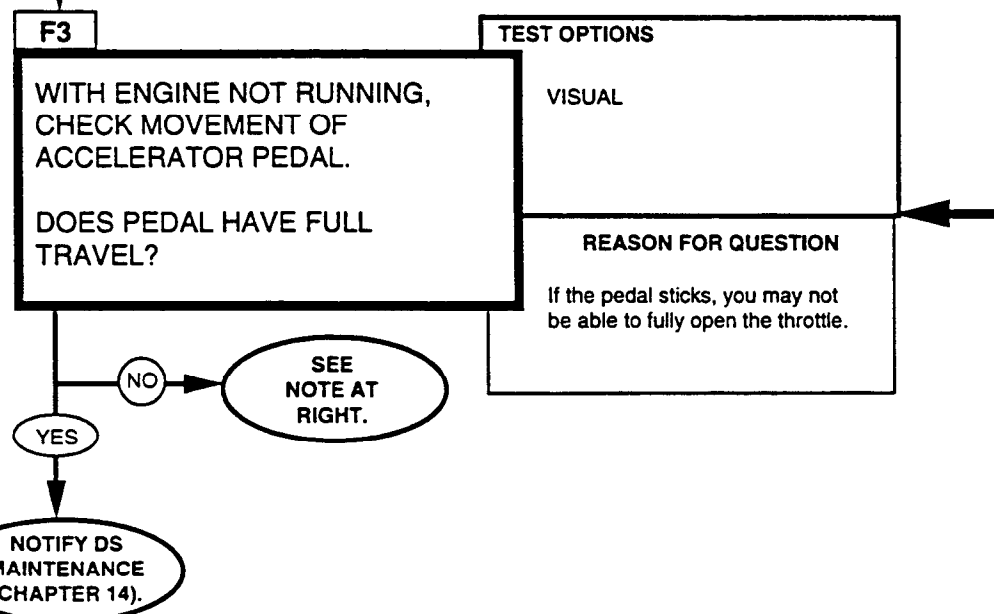 F3
WITH ENGINE NOT RUNNING,
CHECK MOVEMENT OF
ACCELERATOR PEDAL.
DOES PEDAL HAVE FULL
TRAVEL?
TEST OPTIONS
VISUAL
REASON FOR QUESTION
If the pedal sticks, you may not
be able to fully open the throttle.
NO
SEE
NOTE AT
RIGHT.
YES
NOTIFY DS
MAINTENANCE
(CHAPTER 14).